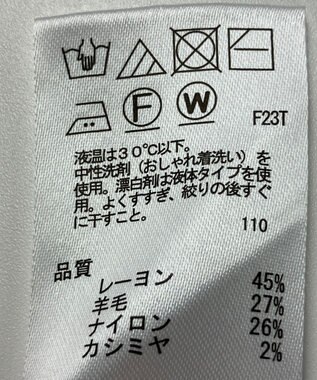 F
W
F23T
液温は30℃以下。
中性洗剤（おしゃれ着洗い）を
使用。漂白剤は液体タイプを使
用。よくすすぎ、絞りの後すぐ
に干すこと。
110
品質
レーヨン 45%
羊毛 27%
ナイロン 26%
カシミヤ 2%